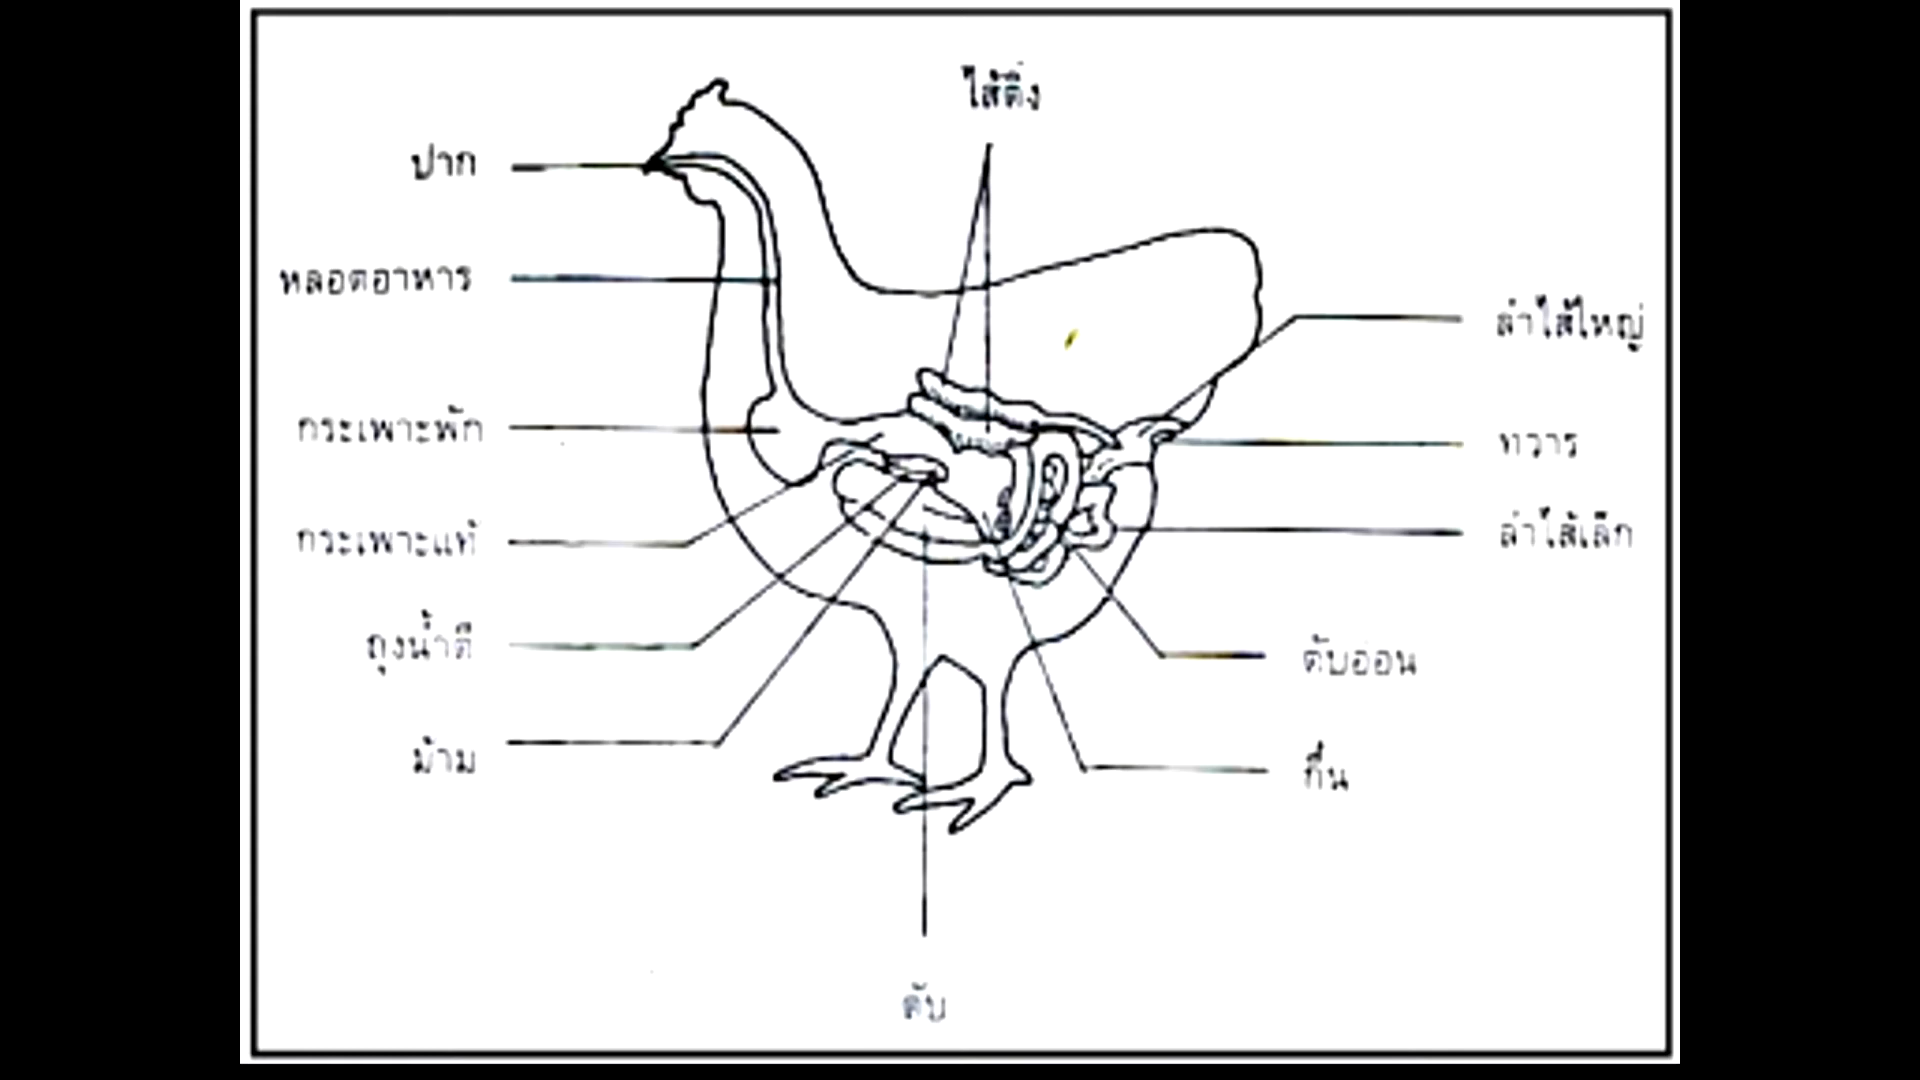 ไส้ติ่ง
ปาก
หลอดอาหาร
ลำไส้ใหญ่
กระเพาะพัก
ทวาร
กระเพาะแท้
ลำไส้เล็ก
ถุงน้ำดี
ตับอ่อน
ม้าม
กึ๋น
ตับ